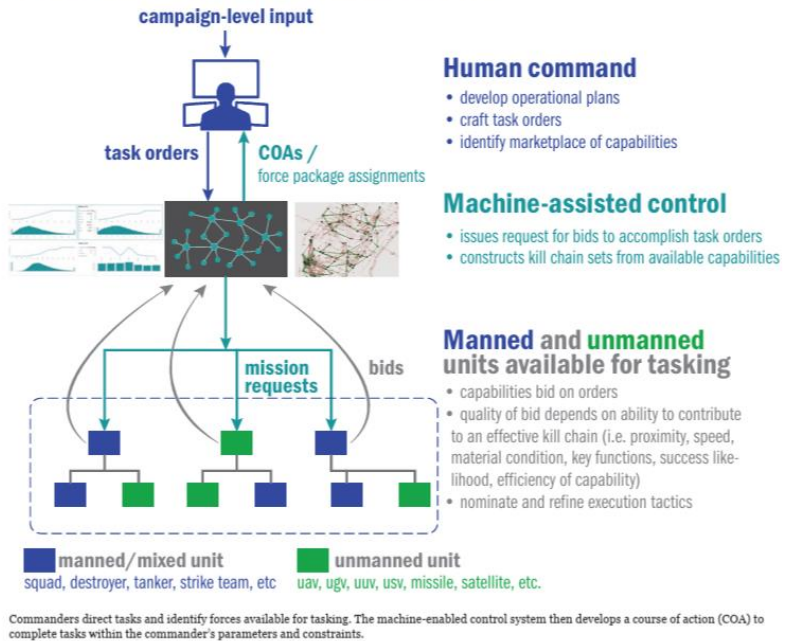 campaign-level input
task orders
COAs /
force package assignments
Human command
• develop operational plans
• craft task orders
• identify marketplace of capabilities
Machine-assisted control
• issues request for bids to accomplish task orders
• constructs kill chain sets from available capabilities
mission
requests
bids
Manned and unmanned
units available for tasking
• capabilities bid on orders
• quality of bid depends on ability to contribute
to an effective kill chain (i.e. proximity, speed,
material condition, key functions, success like-
lihood, efficiency of capability)
• nominate and refine execution tactics
manned/mixed unit
squad, destroyer, tanker, strike team, etc
unmanned unit
uav, ugv, uuv, usv, missile, satellite, etc.
Commanders direct tasks and identify forces available for tasking. The machine-enabled control system then develops a course of action (COA) to
complete tasks within the commander's parameters and constraints.